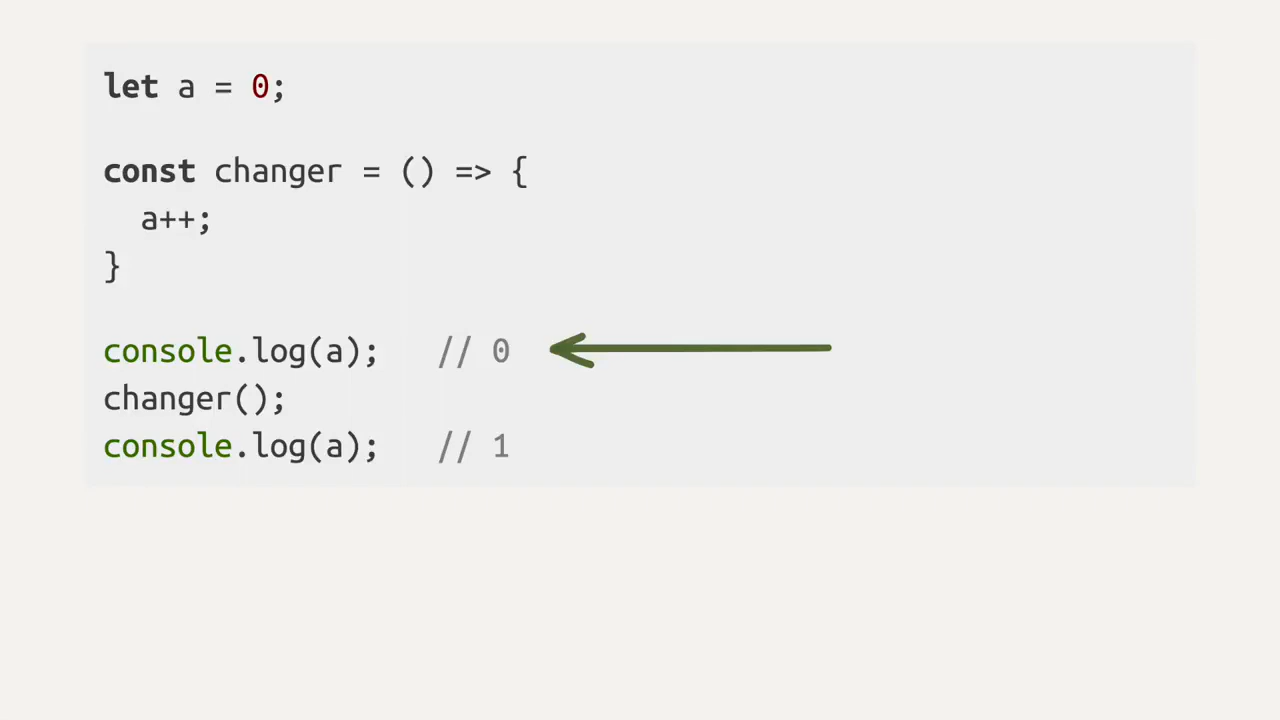 let a = 0;
const changer = () => {
  a++;
}
console.log(a);   // 0
changer();
console.log(a);   // 1